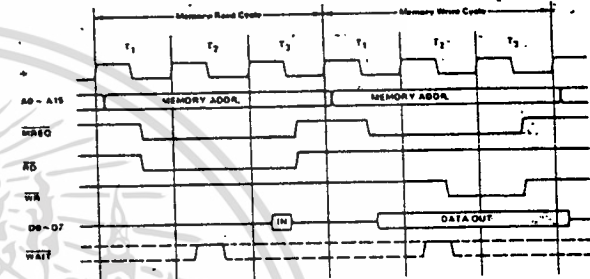 Memory Read Cycle Memory Write Cycle
T1 T2 T3 T1 T2 T3
A0 ~ A15 MEMORY ADDR. MEMORY ADDR.
MREQ
RD
WR
D0 ~ D7 IN DATA OUT
WAIT